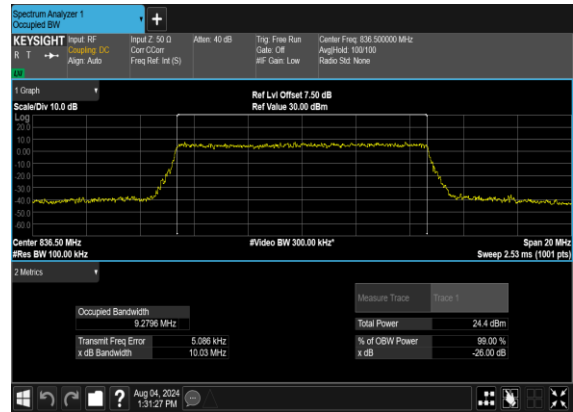 Spectrum Analyzer 1
Occupied BW
+
KEYSIGHT Input: RF Input Z: 50 Ω Atten: 40 dB Trig: Free Run Center Freq: 836.500000 MHz
R T Coupling: DC Corr CCorr Gate: Off Avg|Hold: 100/100
Align: Auto Freq Ref: Int (S) #IF Gain: Low Radio Std: None
1 Graph
Ref Lvl Offset 7.50 dB
Scale/Div 10.0 dB Ref Value 30.00 dBm
Log
20.0
10.0
0.00
-10.0
-20.0
-30.0
-40.0
-50.0
-60.0
Center 836.50 MHz #Video BW 300.00 kHz* Span 20 MHz
#Res BW 100.00 kHz Sweep 2.53 ms (1001 pts)
2 Metrics
Measure Trace Trace 1
Occupied Bandwidth
9.2796 MHz Total Power 24.4 dBm
Transmit Freq Error 5.086 kHz % of OBW Power 99.00 %
x dB Bandwidth 10.03 MHz x dB -26.00 dB
? Aug 04, 2024
1:31:27 PM